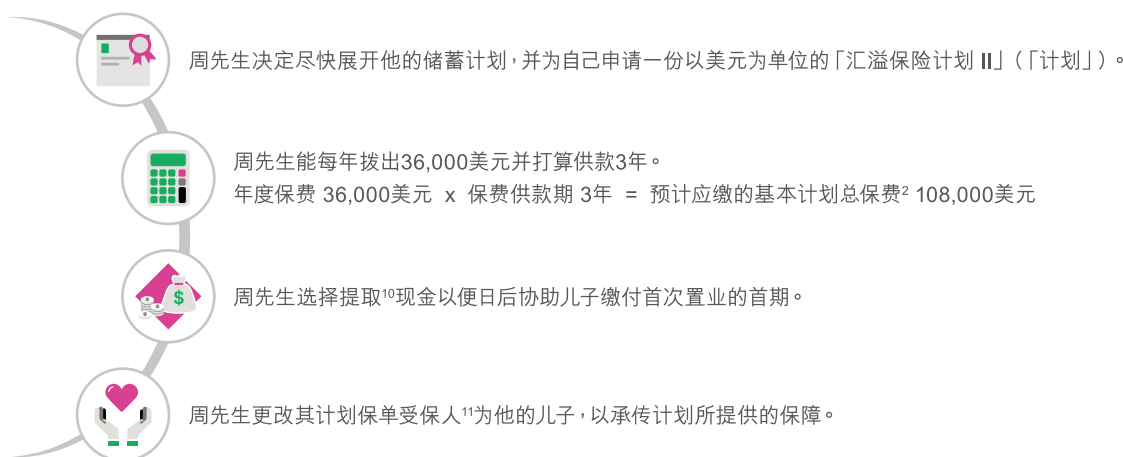 周先生决定尽快展开他的储蓄计划，并为自己申请一份以美元为单位的「汇溢保险计划 II」（「计划」）。
周先生能每年拨出36,000美元并打算供款3年。
年度保费 36,000美元 x 保费供款期 3年 = 预计应缴的基本计划总保费² 108,000美元
周先生选择提取¹⁰现金以便日后协助儿子缴付首次置业的首期。
周先生更改其计划保单受保人¹¹为他的儿子，以承传计划所提供的保障。